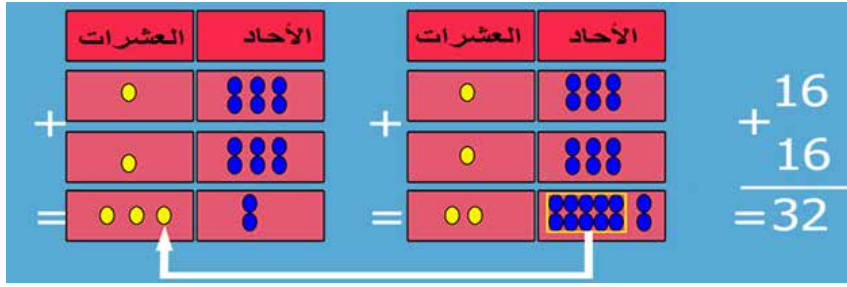 العشرات الأحاد العشرات الأحاد
+ + + 16
16
= = = 32